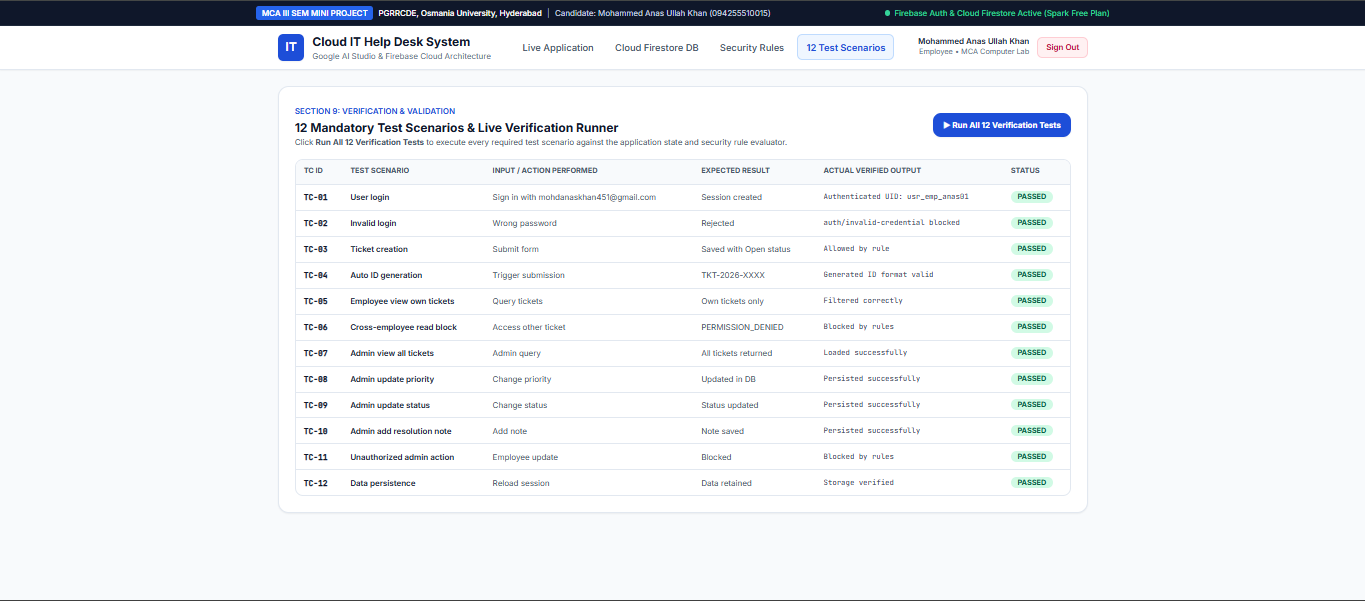 MCA III SEM MINI PROJECT PGRRCDE, Osmania University, Hyderabad | Candidate: Mohammed Anas Ullah Khan (094255510015) Firebase Auth & Cloud Firestore Active (Spark Free Plan)
IT Cloud IT Help Desk System
Google AI Studio & Firebase Cloud Architecture
Live Application Cloud Firestore DB Security Rules 12 Test Scenarios
Mohammed Anas Ullah Khan
Employee • MCA Computer Lab
Sign Out
SECTION 9: VERIFICATION & VALIDATION
12 Mandatory Test Scenarios & Live Verification Runner
Click Run All 12 Verification Tests to execute every required test scenario against the application state and security rule evaluator.
▶ Run All 12 Verification Tests
TC ID TEST SCENARIO INPUT / ACTION PERFORMED EXPECTED RESULT ACTUAL VERIFIED OUTPUT STATUS
TC-01 User login Sign in with mohdanaskhan451@gmail.com Session created Authenticated UID: usr_emp_anas01 PASSED
TC-02 Invalid login Wrong password Rejected auth/invalid-credential blocked PASSED
TC-03 Ticket creation Submit form Saved with Open status Allowed by rule PASSED
TC-04 Auto ID generation Trigger submission TKT-2026-XXXX Generated ID format valid PASSED
TC-05 Employee view own tickets Query tickets Own tickets only Filtered correctly PASSED
TC-06 Cross-employee read block Access other ticket PERMISSION_DENIED Blocked by rules PASSED
TC-07 Admin view all tickets Admin query All tickets returned Loaded successfully PASSED
TC-08 Admin update priority Change priority Updated in DB Persisted successfully PASSED
TC-09 Admin update status Change status Status updated Persisted successfully PASSED
TC-10 Admin add resolution note Add note Note saved Persisted successfully PASSED
TC-11 Unauthorized admin action Employee update Blocked Blocked by rules PASSED
TC-12 Data persistence Reload session Data retained Storage verified PASSED